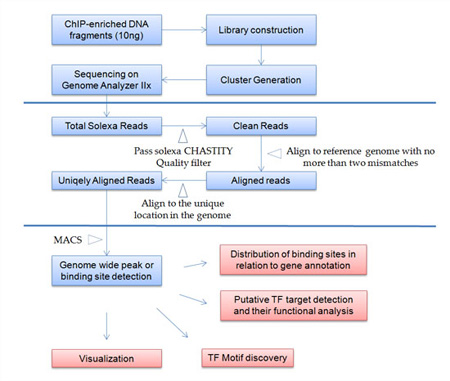 ChIP-enriched DNA
fragments (10ng)
Library construction
Sequencing on
Genome Analyzer IIx
Cluster Generation
Total Solexa Reads
Clean Reads
Pass solexa CHASTITY
Quality filter
Align to reference genome with no
more than two mismatches
Uniqely Aligned Reads
Aligned reads
Align to the unique
location in the genome
MACS
Genome wide peak or
binding site detection
Distribution of binding sites in
relation to gene annotation
Putative TF target detection
and their functional analysis
Visualization
TF Motif discovery